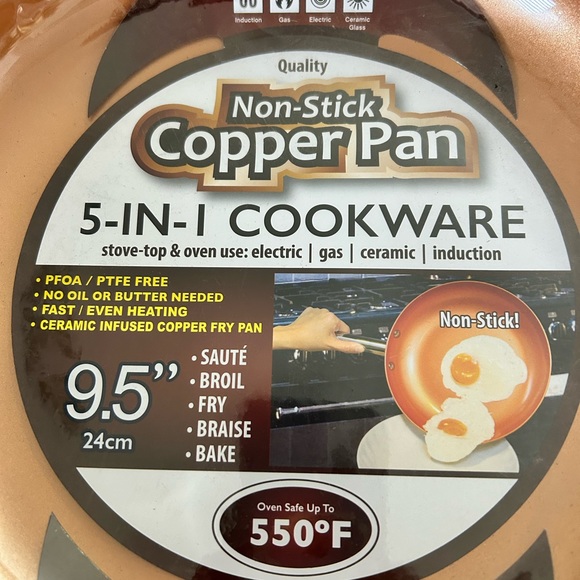 Induction Gas Electric Ceramic Glass
Quality
Non-Stick
Copper Pan
5-IN-1 COOKWARE
stove-top & oven use: electric | gas | ceramic | induction
• PFOA / PTFE FREE
• NO OIL OR BUTTER NEEDED
• FAST / EVEN HEATING
• CERAMIC INFUSED COPPER FRY PAN
9.5”
24cm
• SAUTÉ
• BROIL
• FRY
• BRAISE
• BAKE
Non-Stick!
Oven Safe Up To
550ºF